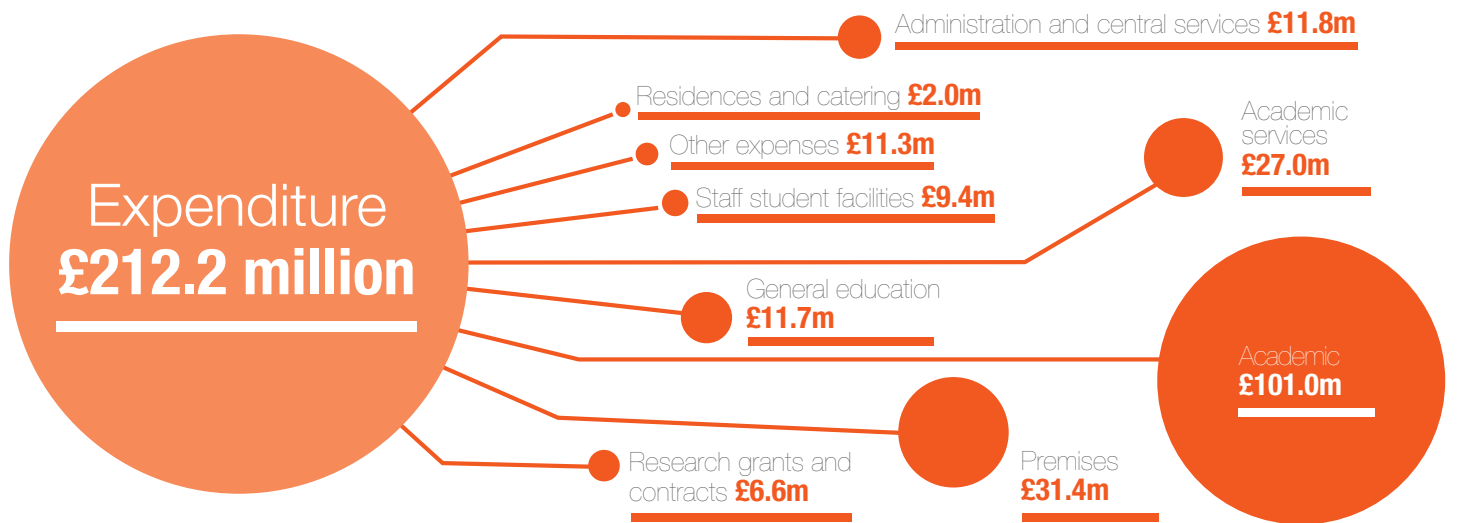 Expenditure
£212.2 million
Administration and central services £11.8m
Residences and catering £2.0m
Other expenses £11.3m
Staff student facilities £9.4m
Academic
services
£27.0m
General education
£11.7m
Academic
£101.0m
Premises
£31.4m
Research grants and
contracts £6.6m